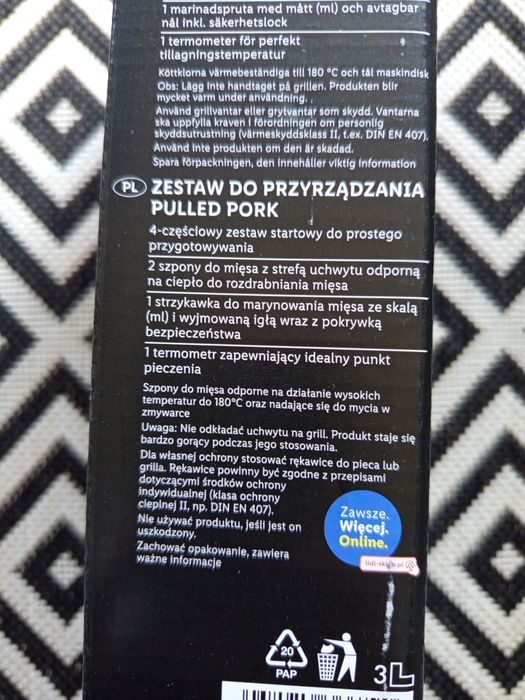 1 marinadspruta med mått (ml) och avtagbar
nål inkl. säkerhetslock
1 termometer för perfekt
tillagningstemperatur
Köttklorna värmebeständiga till 180 °C och tål maskindisk
Obs: Lägg inte handtaget på grillen. Produkten blir
mycket varm under användning.
Använd grillvantar eller grytvantar som skydd. Vantarna
ska uppfylla kraven i förordningen om personlig
skyddsutrustning (värmeskyddsklass II, t.ex. DIN EN 407).
Använd inte produkten om den är skadad.
Spara förpackningen, den innehåller viktig information
PL ZESTAW DO PRZYRZĄDZANIA
PULLED PORK
4-częściowy zestaw startowy do prostego
przygotowywania
2 szpony do mięsa z strefą uchwytu odporną
na ciepło do rozdrabniania mięsa
1 strzykawka do marynowania mięsa ze skalą
(ml) i wyjmowaną igłą wraz z pokrywką
bezpieczeństwa
1 termometr zapewniający idealny punkt
pieczenia
Szpony do mięsa odporne na działanie wysokich
temperatur do 180°C oraz nadające się do mycia w
zmywarce
Uwaga: Nie odkładać uchwytu na grill. Produkt staje się
bardzo gorący podczas jego stosowania.
Dla własnej ochrony stosować rękawice do pieca lub
grilla. Rękawice powinny być zgodne z przepisami
dotyczącymi środków ochrony
indywidualnej (klasa ochrony
cieplnej II, np. DIN EN 407).
Nie używać produktu, jeśli jest on
uszkodzony.
Zachować opakowanie, zawiera
ważne informacje
Zawsze.
Więcej.
Online.
lidl-sklep.pl
20
PAP
3